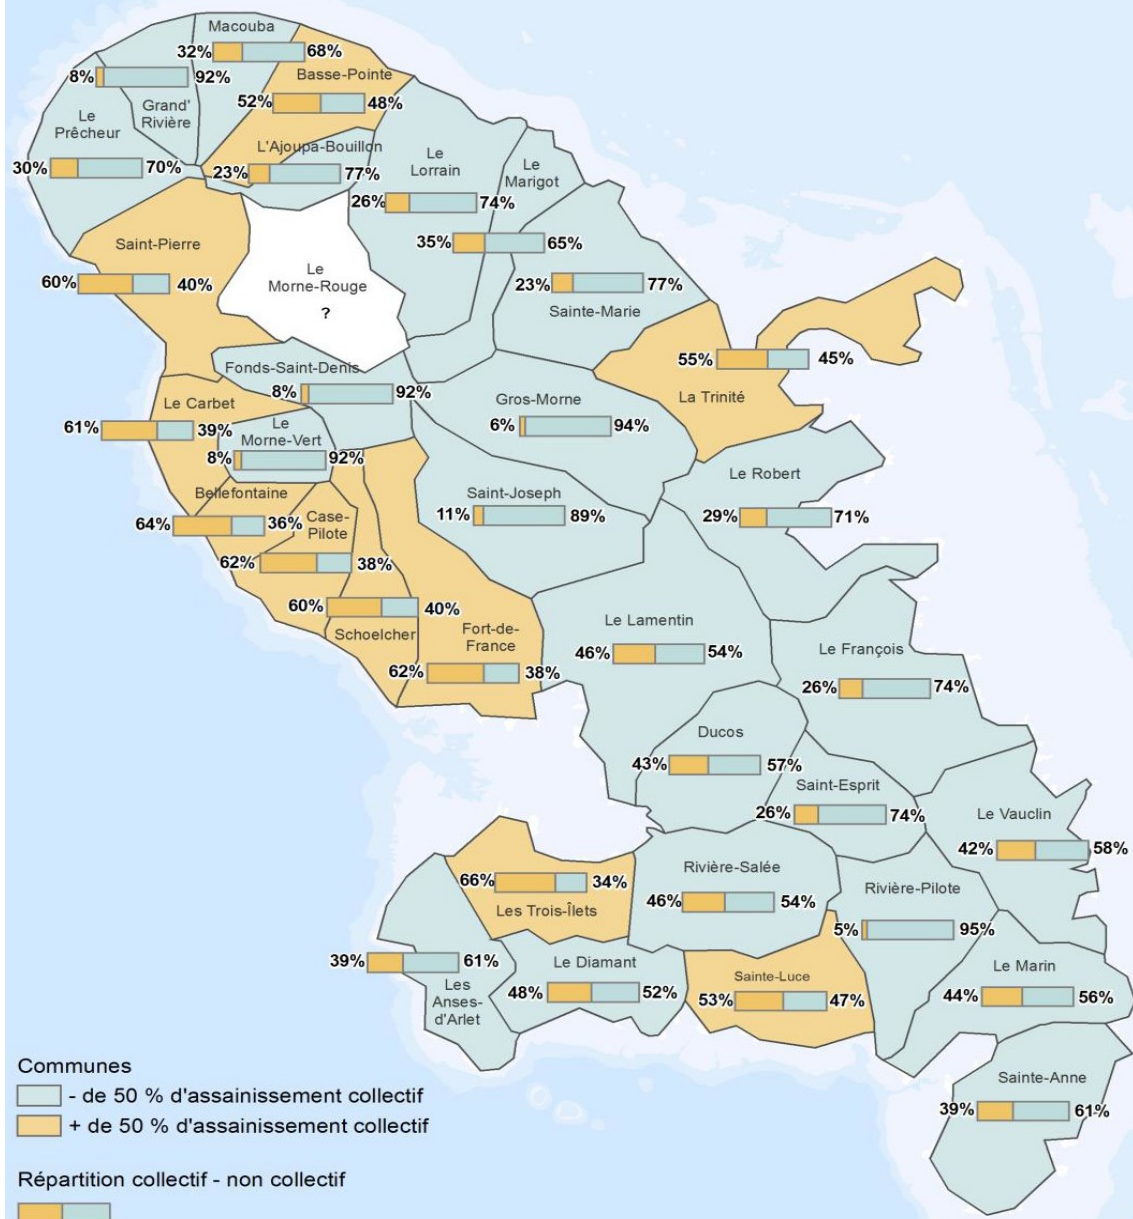 Macouba
32% 68%
8% 92%
Grand'
Rivière
Basse-Pointe
52% 48%
Le
Prêcheur
30% 70%
L'Ajoupa-Bouillon
23% 77%
Le
Lorrain
26% 74%
Le
Marigot
35% 65%
Saint-Pierre
60% 40%
Le
Morne-Rouge
?
23% 77%
Sainte-Marie
55% 45%
La Trinité
Fonds-Saint-Denis
8% 92%
Gros-Morne
6% 94%
Le Carbet
61% 39%
Le
Morne-Vert
8% 92%
Le Robert
29% 71%
Bellefontaine
64% 36%
Saint-Joseph
11% 89%
Case-
Pilote
62% 38%
60% 40%
Schoelcher
Fort-de-
France
62% 38%
Le Lamentin
46% 54%
Le François
26% 74%
Ducos
43% 57%
Saint-Esprit
26% 74%
Le Vauclin
42% 58%
66% 34%
Les Trois-Îlets
Rivière-Salée
46% 54%
Rivière-Pilote
5% 95%
39% 61%
Les
Anses-
d'Arlet
Le Diamant
48% 52%
Sainte-Luce
53% 47%
Le Marin
44% 56%
Sainte-Anne
39% 61%
Communes
- de 50 % d'assainissement collectif
+ de 50 % d'assainissement collectif
Répartition collectif - non collectif